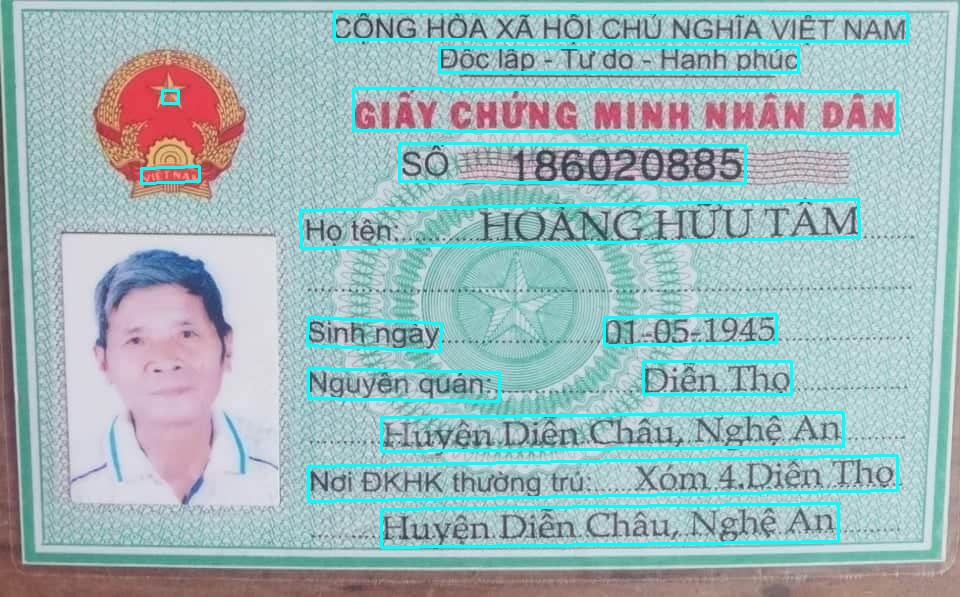 CỘNG HÒA XÃ HỘI CHỦ NGHĨA VIỆT NAM
Độc lập - Tự do - Hạnh phúc
GIẤY CHỨNG MINH NHÂN DÂN
SỐ 186020885
VIỆT NAM
Họ tên: HOÀNG HỮU TÂM
Sinh ngày 01-05-1945
Nguyên quán: Diễn Thọ
Huyện Diễn Châu, Nghệ An
Nơi ĐKHK thường trú: Xóm 4.Diễn Thọ
Huyện Diễn Châu, Nghệ An